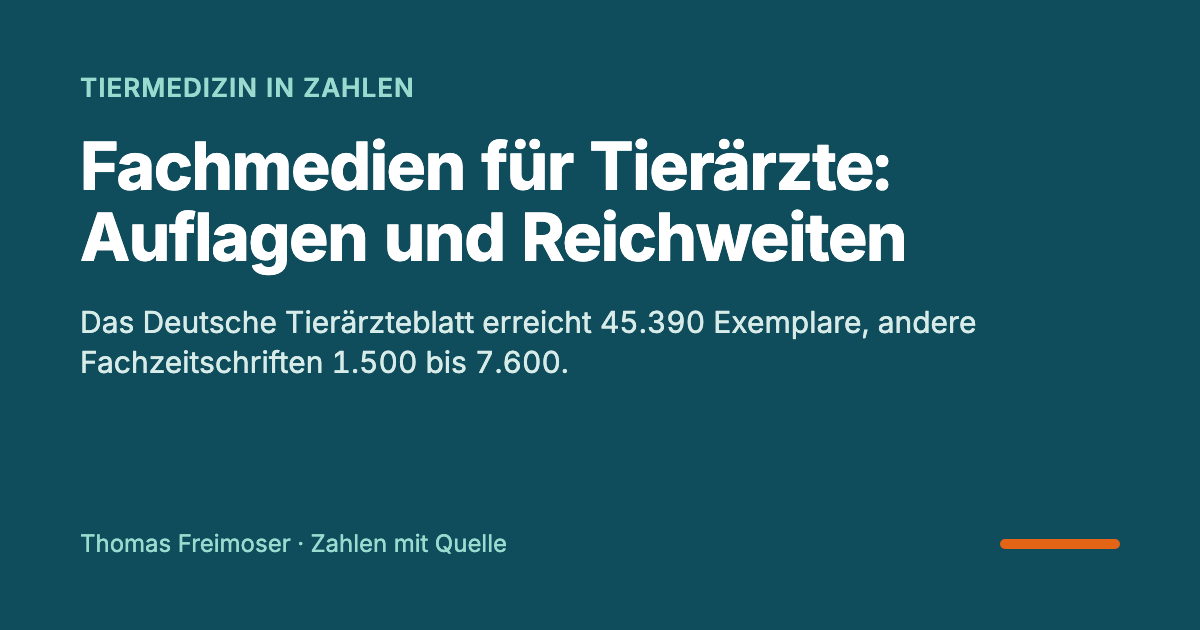 TIERMEDIZIN IN ZAHLEN
Fachmedien für Tierärzte:
Auflagen und Reichweiten
Das Deutsche Tierärzteblatt erreicht 45.390 Exemplare, andere
Fachzeitschriften 1.500 bis 7.600.
Thomas Freimoser · Zahlen mit Quelle